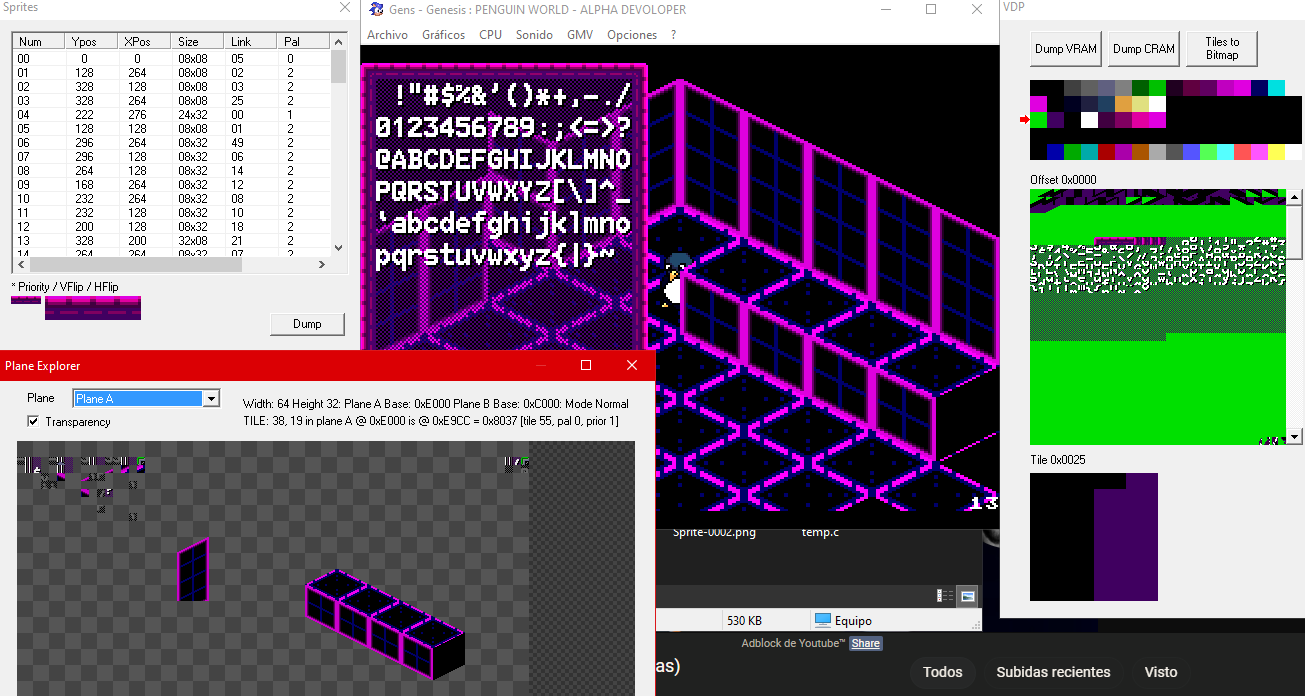 Sprites
Num Ypos XPos Size Link Pal
00 0 0 08x08 05 0
01 128 264 08x08 02 2
02 328 128 08x08 03 2
03 328 264 08x08 25 2
04 222 276 24x32 00 1
05 128 128 08x08 01 2
06 296 264 08x32 49 2
07 296 128 08x32 06 2
08 264 128 08x32 14 2
09 168 264 08x32 12 2
10 232 264 08x32 08 2
11 232 128 08x32 10 2
12 200 128 08x32 18 2
13 328 200 32x08 21 2
14 264 264 08x32 07 2
* Priority / VFlip / HFlip
Dump
Gens - Genesis : PENGUIN WORLD - ALPHA DEVOLOPER
Archivo Gráficos CPU Sonido GMV Opciones ?
!"#$%&'()*+,-./
0123456789:;<=>?
@ABCDEFGHIJKLMNO
PQRSTUVWXYZ[\]^_
`abcdefghijklmno
pqrstuvwxyz{|}~
13
VDP
Dump VRAM Dump CRAM Tiles to
Bitmap
Offset 0x0000
Tile 0x0025
Plane Explorer
Plane Plane A
Transparency
Width: 64 Height 32: Plane A Base: 0xE000 Plane B Base: 0xC000: Mode Normal
TILE: 38, 19 in plane A @ 0xE000 is @ 0xE9CC = 0x8037 [tile 55, pal 0, prior 1]
Sprite-0002.png temp.c
530 KB Equipo
Adblock de Youtube™ Share
as)
Todos Subidas recientes Visto